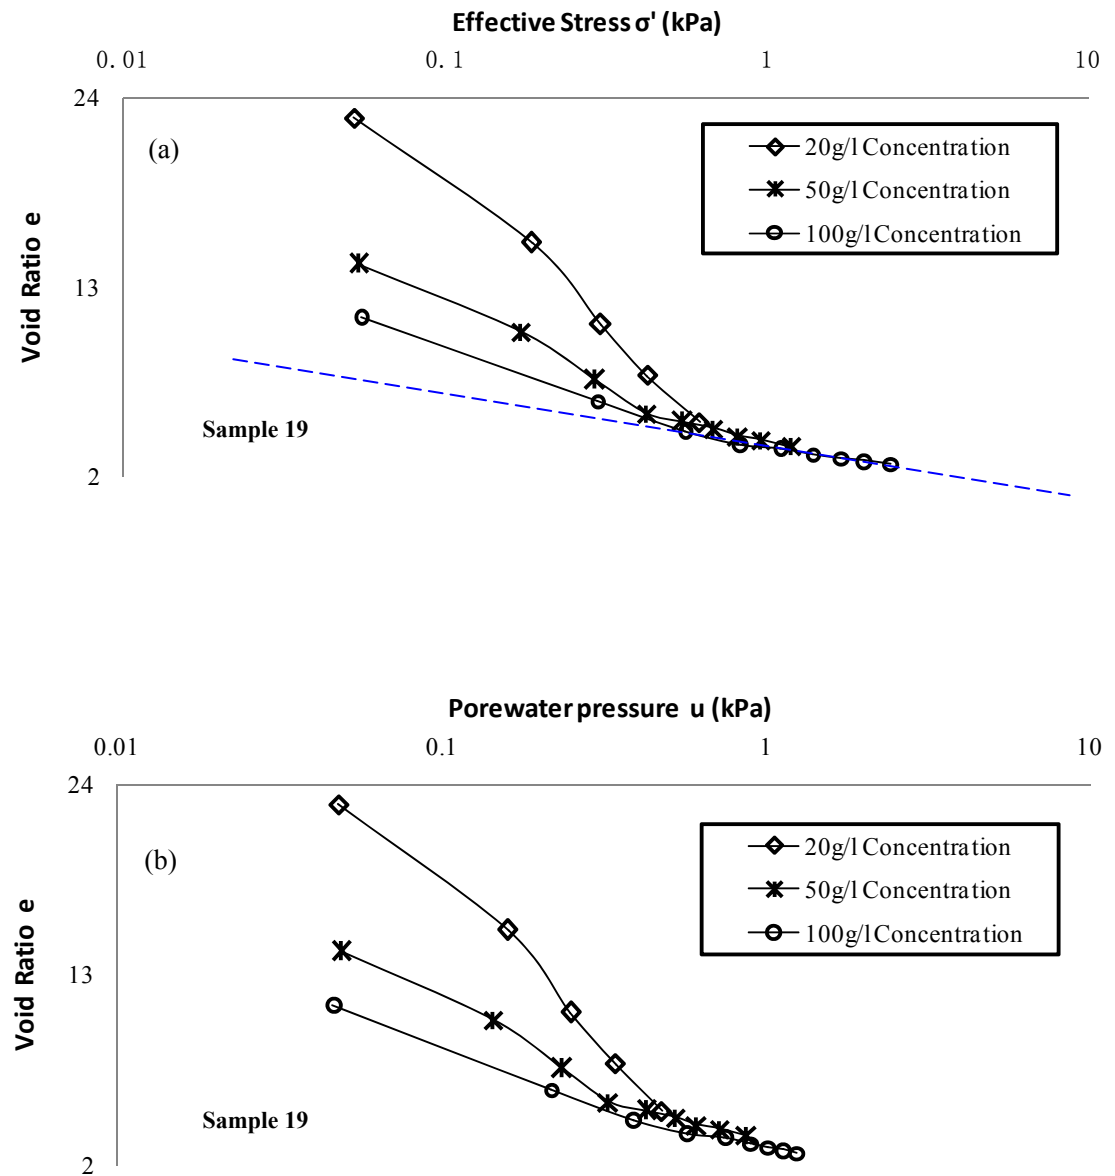 Effective Stress σ' (kPa)
0.01 0.1 1 10
24
(a)
20g/l Concentration
50g/l Concentration
100g/l Concentration
13
Void Ratio e
Sample 19
2
Porewater pressure u (kPa)
0.01 0.1 1 10
24
(b)
20g/l Concentration
50g/l Concentration
100g/l Concentration
13
Void Ratio e
Sample 19
2